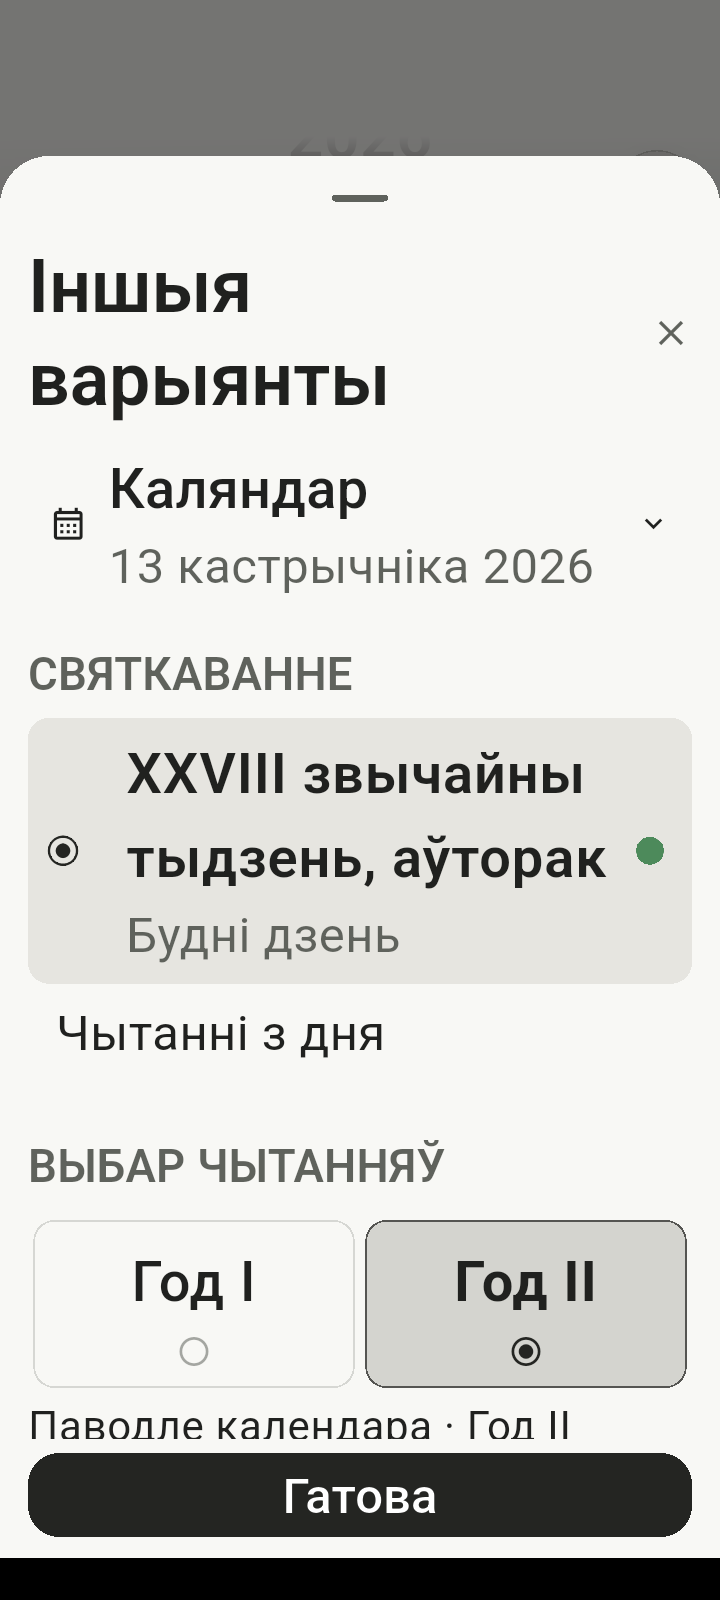 Іншыя
варыянты
Каляндар
13 кастрычніка 2026
СВЯТКАВАННЕ
XXVIII звычайны
тыдзень, аўторак
Будні дзень
Чытанні з дня
ВЫБАР ЧЫТАННЯЎ
Год I
Год II
Паводле календара · Год II
Гатова